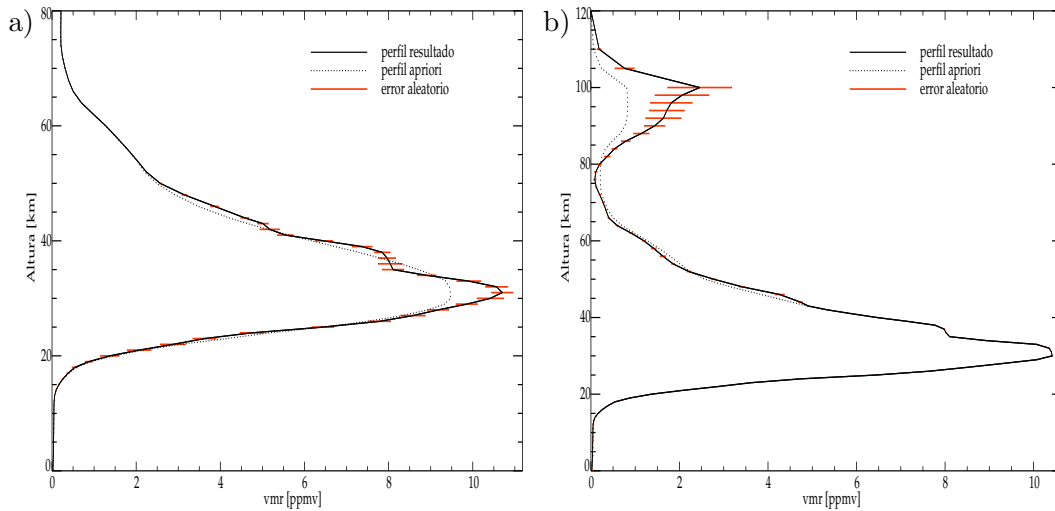 a)
80
60
40
20
0
Altura [km]
0
2
4
6
8
10
vmr [ppmv]
perfil resultado
perfil apriori
error aleatorio
b)
120
110
100
80
60
40
20
0
Altura [km]
0
2
4
6
8
10
vmr [ppmv]
perfil resultado
perfil apriori
error aleatorio